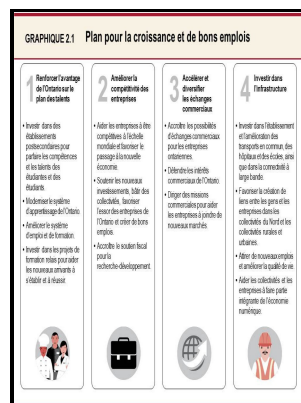 GRAPHIQUE 2.1 Plan pour la croissance et de bons emplois
1
Renforcer l'avantage
de l'Ontario sur le
plan des talents
• Investir dans des
établissements
postsecondaires pour
parfaire les compétences
et les talents des
étudiantes et des
étudiants
• Moderniser le système
d'apprentissage de l'Ontario
• Améliorer le système
d'emploi et de formation
• Investir dans les projets de
formation relais pour aider
les nouveaux arrivants à
s'établir et à réussir
2
Améliorer la
compétitivité des
entreprises
• Aider les entreprises à être
compétitives à l'échelle
mondiale et favoriser le
passage à la nouvelle
économie
• Soutenir les nouveaux
investissements, bâtir des
collectivités, favoriser
l'essor des entreprises de
l'Ontario et créer de bons
emplois
• Accroître le soutien fiscal
pour la
recherche-développement
3
Accélérer et
diversifier
les échanges
commerciaux
• Accroître les possibilités
d'échanges commerciaux
pour les entreprises
ontariennes
• Défendre les intérêts
commerciaux de l'Ontario
• Diriger des missions
commerciales pour aider
les entreprises à joindre de
nouveaux marchés
4
Investir dans
l'infrastructure
• Investir dans l'établissement
et l'amélioration des
transports en commun, des
hôpitaux et des écoles, ainsi
que dans la connectivité à
large bande
• Favoriser la création de
liens entre les gens et les
entreprises dans les
collectivités du Nord et les
collectivités rurales et
urbaines
• Attirer de nouveaux emplois
et améliorer la qualité de vie
• Aider les collectivités et les
entreprises à faire partie
intégrante de l'économie
numérique